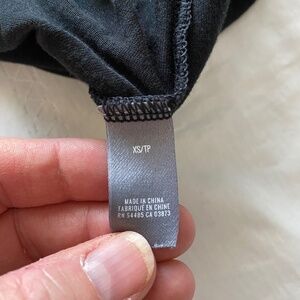 XS/TP
MADE IN CHINA
FABRIQUÉ EN CHINE
RN 54485 CA 03873